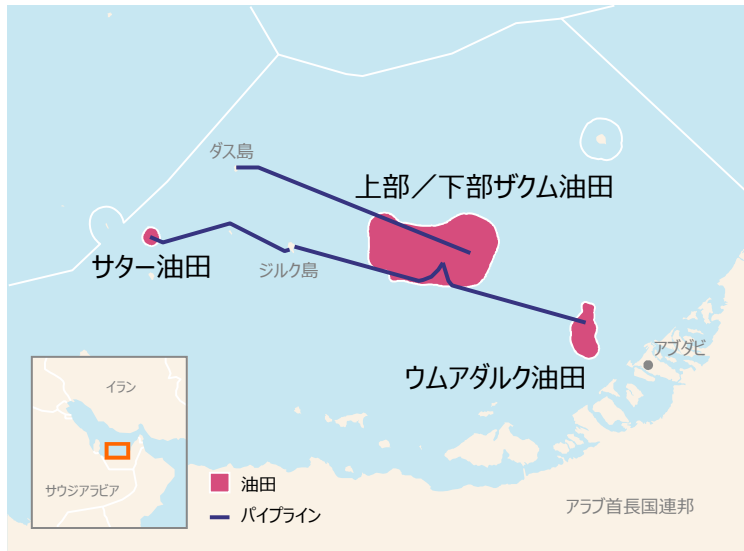 ダス島
上部／下部ザクム油田
サター油田
ジルク島
アブダビ
ウムアダルク油田
イラン
サウジアラビア
油田
パイプライン
アラブ首長国連邦